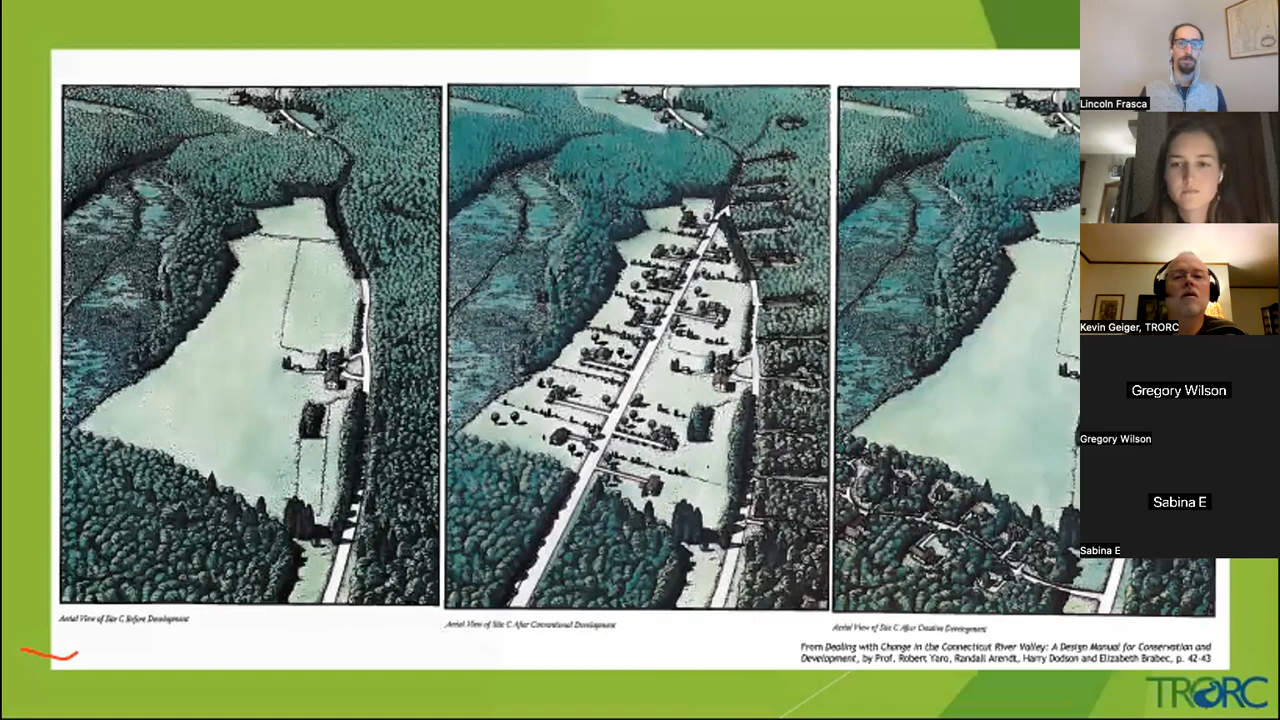 Lincoln Frasca
Kevin Geiger, TRORC
Gregory Wilson
Gregory Wilson
Sabina E
Sabina E
Aerial View of Site C Before Development
Aerial View of Site C After Conventional Development
Aerial View of Site C After Creative Development
From Dealing with Change in the Connecticut River Valley: A Design Manual for Conservation and
Development, by Prof. Robert Yaro, Randall Arendt, Harry Dodson and Elizabeth Brabec, p. 42-43
TRORC